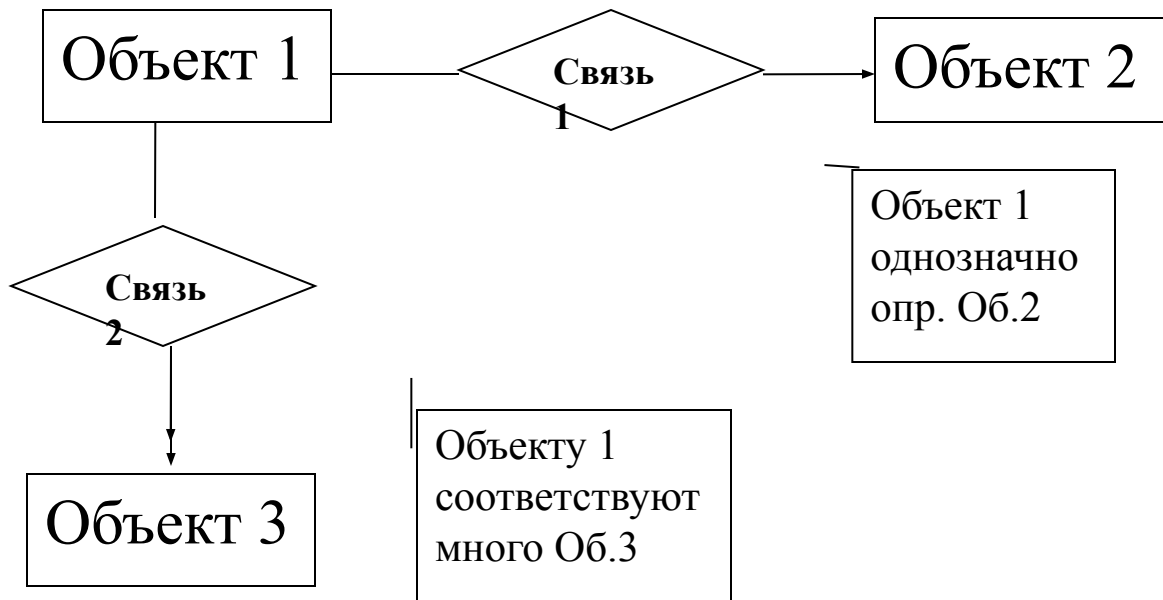 Объект 1
Связь
1
Объект 2
Объект 1
однозначно
опр. Об.2
Связь
2
Объекту 1
соответствуют
много Об.3
Объект 3